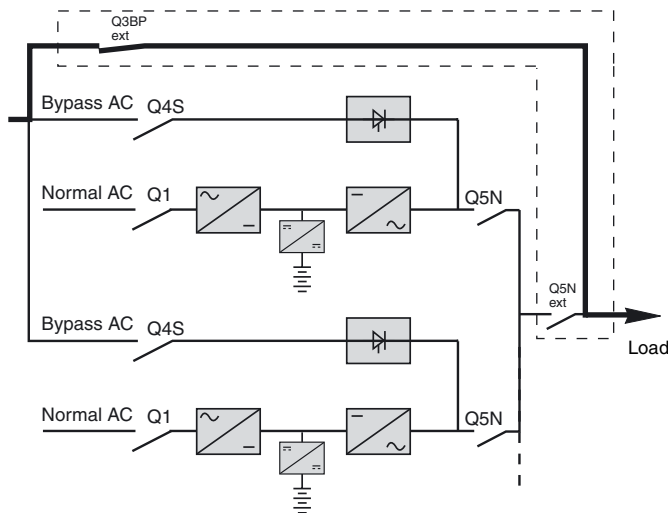 Q3BP
ext
Bypass AC Q4S
Normal AC Q1
Q5N
Q5N
ext
Load
Bypass AC Q4S
Normal AC Q1
Q5N